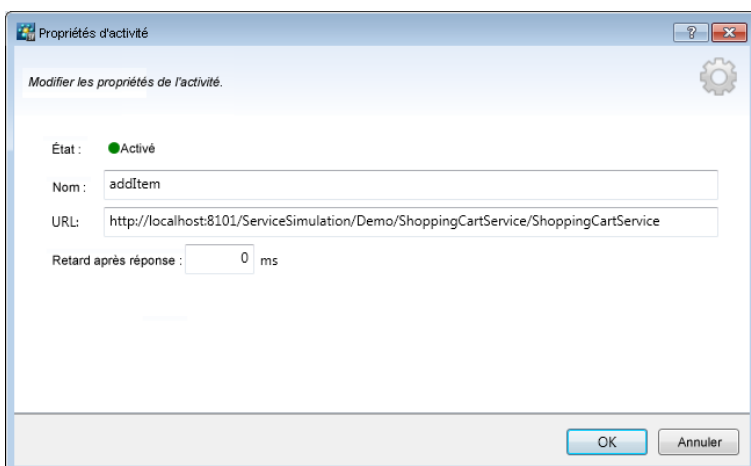 Propriétés d'activité
?
Modifier les propriétés de l'activité.
État : Activé
Nom : addItem
URL: http://localhost:8101/ServiceSimulation/Demo/ShoppingCartService/ShoppingCartService
Retard après réponse : 0 ms
OK Annuler